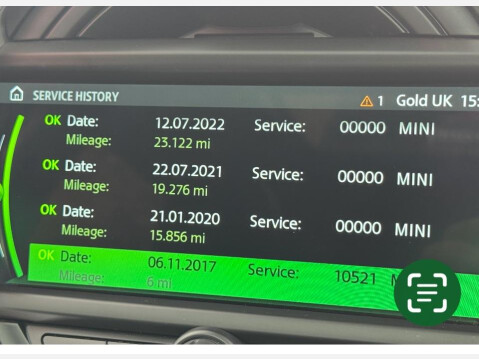 SERVICE HISTORY 1 Gold UK 15:
OK Date: 12.07.2022 Service: 00000 MINI
Mileage: 23.122 mi
OK Date: 22.07.2021 Service: 00000 MINI
Mileage: 19.276 mi
OK Date: 21.01.2020 Service: 00000 MINI
Mileage: 15.856 mi
OK Date: 06.11.2017 Service: 10521
Mileage: 6 mi